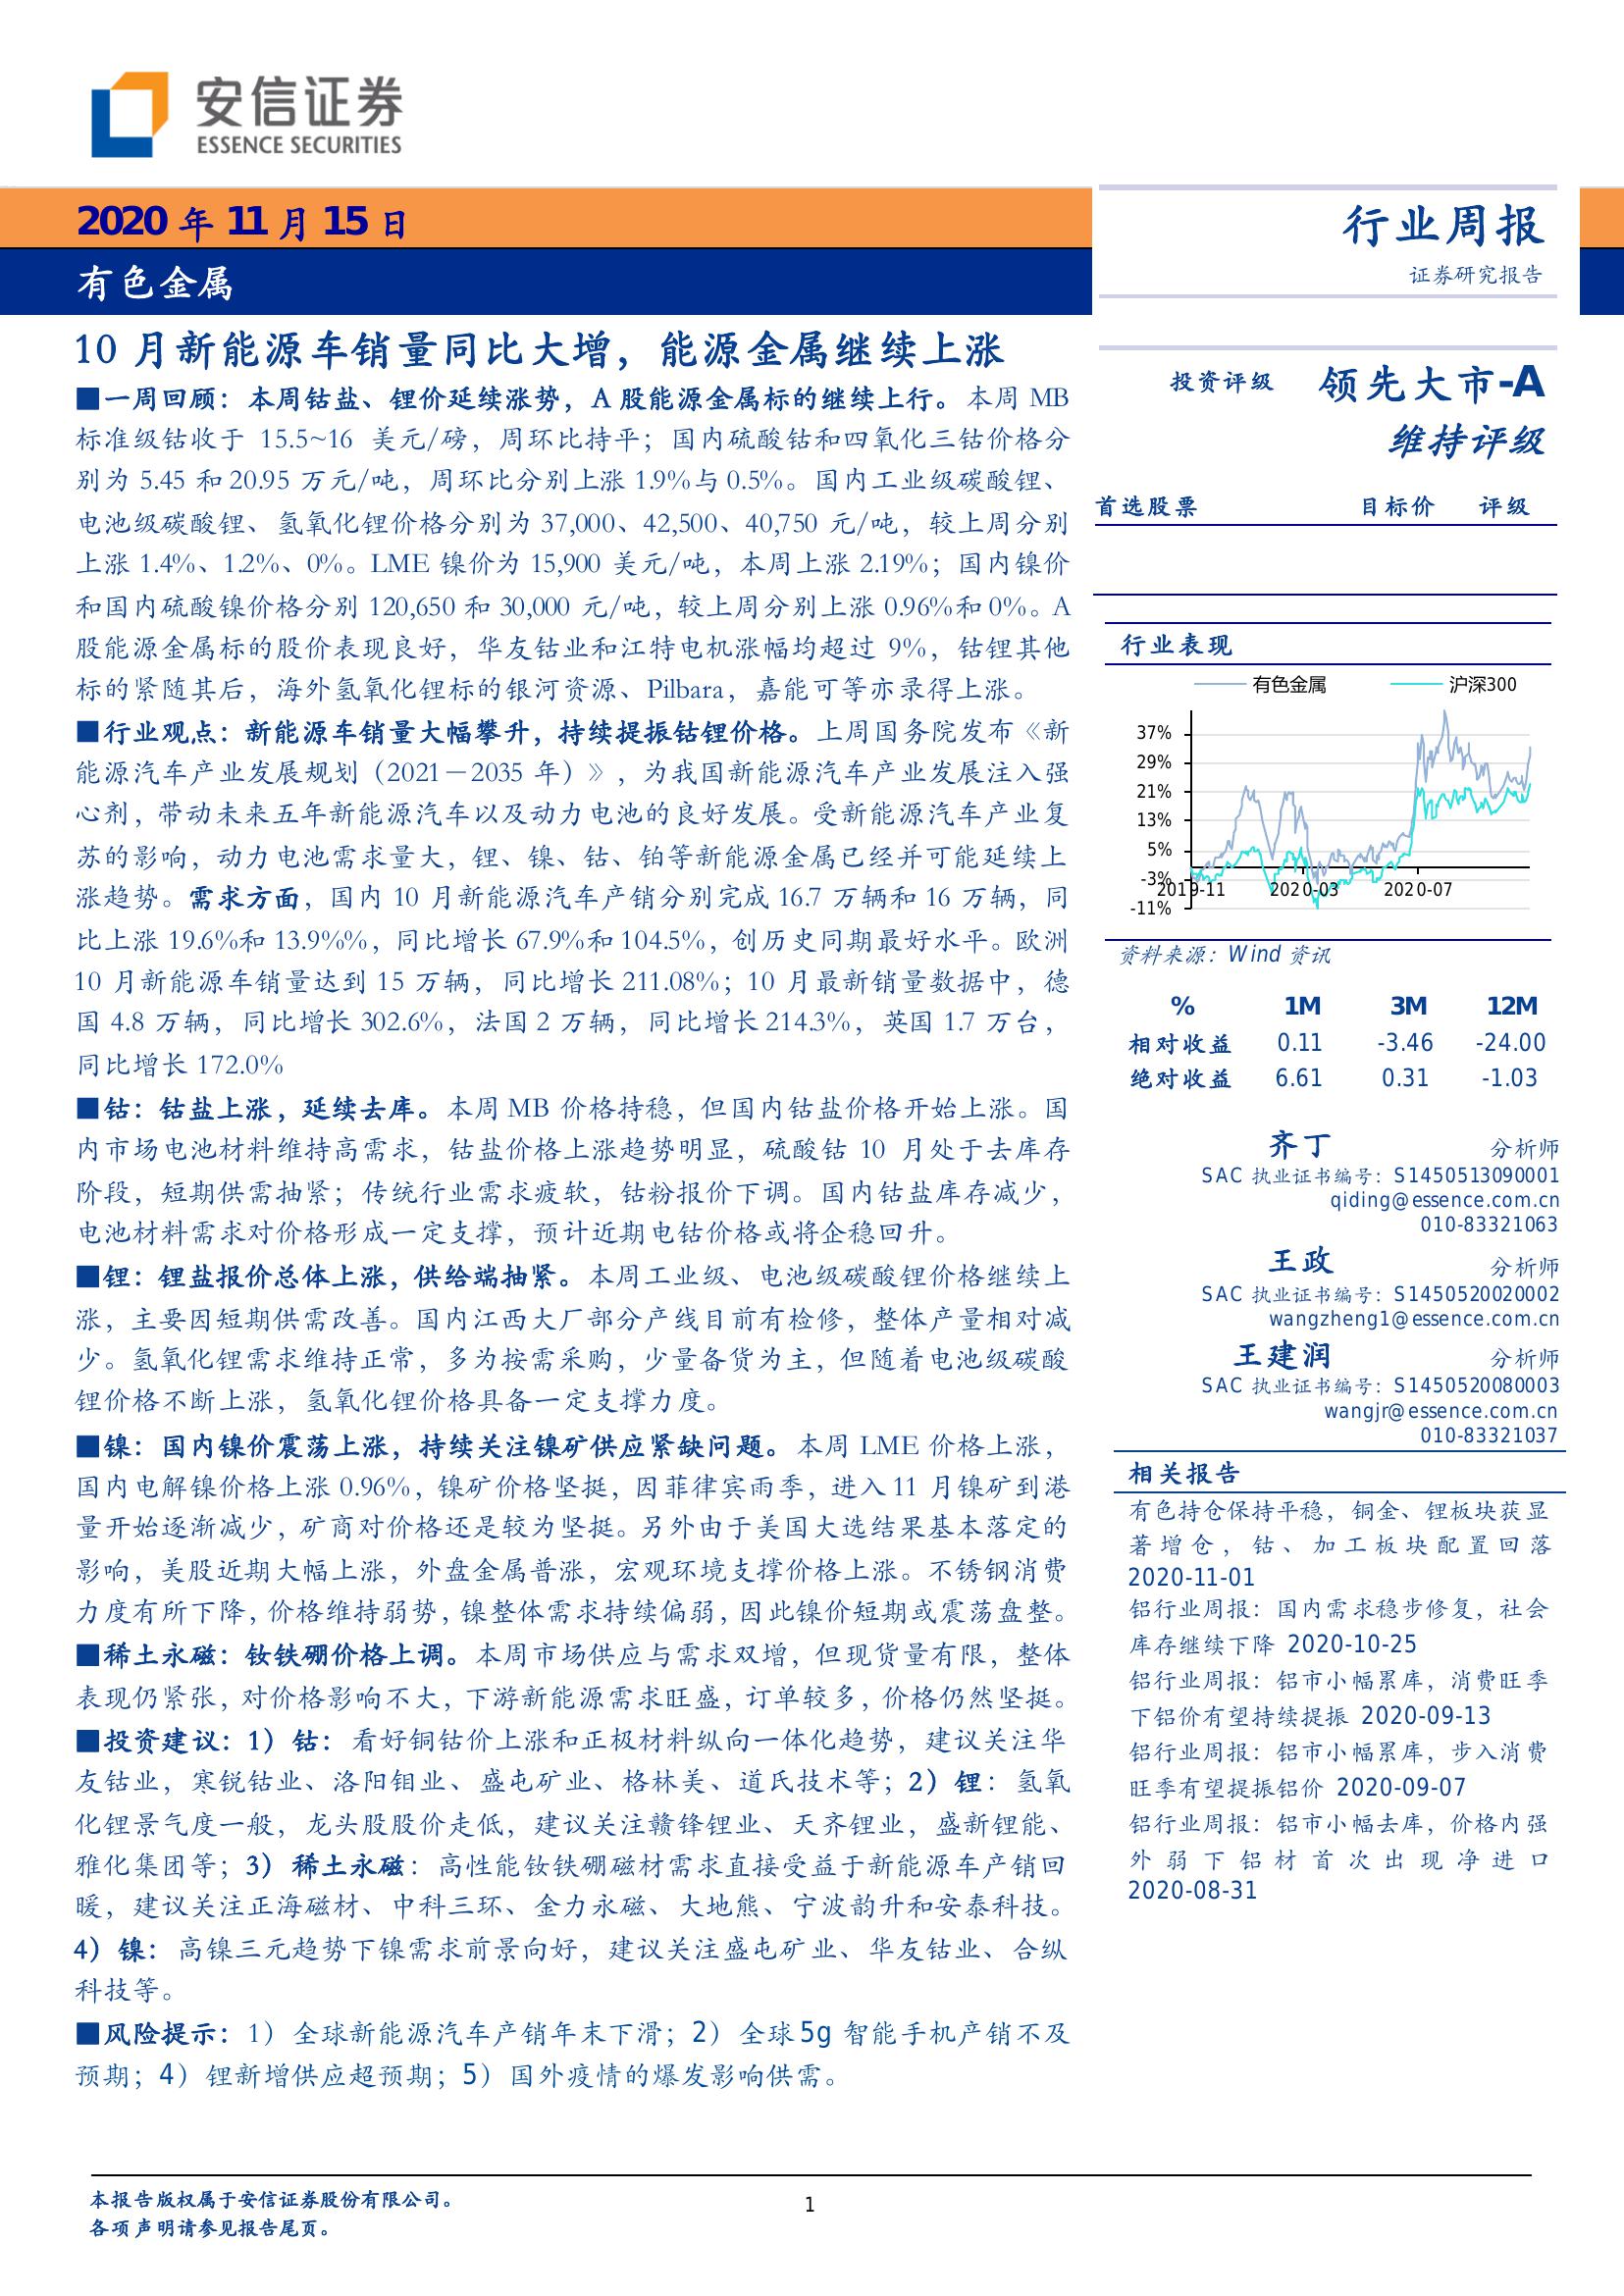 安信证券
ESSENCE SECURITIES
2020 年 11 月 15 日
有色金属
行业周报
证券研究报告
10 月新能源车销量同比大增，能源金属继续上涨
■一周回顾：本周钴盐、锂价延续涨势，A 股能源金属标的继续上行。本周 MB
标准级钴收于 15.5~16 美元/磅，周环比持平；国内硫酸钴和四氧化三钴价格分
别为 5.45 和 20.95 万元/吨，周环比分别上涨 1.9%与 0.5%。国内工业级碳酸锂、
电池级碳酸锂、氢氧化锂价格分别为 37,000、42,500、40,750 元/吨，较上周分别
上涨 1.4%、1.2%、0%。LME 镍价为 15,900 美元/吨，本周上涨 2.19%；国内镍价
和国内硫酸镍价格分别 120,650 和 30,000 元/吨，较上周分别上涨 0.96%和 0%。A
股能源金属标的股价表现良好，华友钴业和江特电机涨幅均超过 9%，钴锂其他
标的紧随其后，海外氢氧化锂标的银河资源、Pilbara，嘉能可等亦录得上涨。
■行业观点：新能源车销量大幅攀升，持续提振钴锂价格。上周国务院发布《新
能源汽车产业发展规划（2021－2035 年）》，为我国新能源汽车产业发展注入强
心剂，带动未来五年新能源汽车以及动力电池的良好发展。受新能源汽车产业复
苏的影响，动力电池需求量大，锂、镍、钴、铂等新能源金属已经并可能延续上
涨趋势。需求方面，国内 10 月新能源汽车产销分别完成 16.7 万辆和 16 万辆，同
比上涨 19.6%和 13.9%%，同比增长 67.9%和 104.5%，创历史同期最好水平。欧洲
10 月新能源车销量达到 15 万辆，同比增长 211.08%；10 月最新销量数据中，德
国 4.8 万辆，同比增长 302.6%，法国 2 万辆，同比增长 214.3%，英国 1.7 万台，
同比增长 172.0%
■钴：钴盐上涨，延续去库。本周 MB 价格持稳，但国内钴盐价格开始上涨。国
内市场电池材料维持高需求，钴盐价格上涨趋势明显，硫酸钴 10 月处于去库存
阶段，短期供需抽紧；传统行业需求疲软，钴粉报价下调。国内钴盐库存减少，
电池材料需求对价格形成一定支撑，预计近期电钴价格或将企稳回升。
■锂：锂盐报价总体上涨，供给端抽紧。本周工业级、电池级碳酸锂价格继续上
涨，主要因短期供需改善。国内江西大厂部分产线目前有检修，整体产量相对减
少。氢氧化锂需求维持正常，多为按需采购，少量备货为主，但随着电池级碳酸
锂价格不断上涨，氢氧化锂价格具备一定支撑力度。
■镍：国内镍价震荡上涨，持续关注镍矿供应紧缺问题。本周 LME 价格上涨，
国内电解镍价格上涨 0.96%，镍矿价格坚挺，因菲律宾雨季，进入 11 月镍矿到港
量开始逐渐减少，矿商对价格还是较为坚挺。另外由于美国大选结果基本落定的
影响，美股近期大幅上涨，外盘金属普涨，宏观环境支撑价格上涨。不锈钢消费
力度有所下降，价格维持弱势，镍整体需求持续偏弱，因此镍价短期或震荡盘整。
■稀土永磁：钕铁硼价格上调。本周市场供应与需求双增，但现货量有限，整体
表现仍紧张，对价格影响不大，下游新能源需求旺盛，订单较多，价格仍然坚挺。
■投资建议：1）钴：看好铜钴价上涨和正极材料纵向一体化趋势，建议关注华
友钴业，寒锐钴业、洛阳钼业、盛屯矿业、格林美、道氏技术等；2）锂：氢氧
化锂景气度一般，龙头股股价走低，建议关注赣锋锂业、天齐锂业，盛新锂能、
雅化集团等；3）稀土永磁：高性能钕铁硼磁材需求直接受益于新能源车产销回
暖，建议关注正海磁材、中科三环、金力永磁、大地熊、宁波韵升和安泰科技。
4）镍：高镍三元趋势下镍需求前景向好，建议关注盛屯矿业、华友钴业、合纵
科技等。
■风险提示：1）全球新能源汽车产销年末下滑；2）全球 5g 智能手机产销不及
预期；4）锂新增供应超预期；5）国外疫情的爆发影响供需。
投资评级 领先大市-A
维持评级
首选股票 目标价 评级
行业表现
有色金属 沪深300
37%
29%
21%
13%
5%
-3%
-11%
2019-11 2020-03 2020-07
资料来源：Wind 资讯
% 1M 3M 12M
相对收益 0.11 -3.46 -24.00
绝对收益 6.61 0.31 -1.03
齐丁 分析师
SAC 执业证书编号：S1450513090001
qiding@essence.com.cn
010-83321063
王政 分析师
SAC 执业证书编号：S1450520020002
wangzheng1@essence.com.cn
王建润 分析师
SAC 执业证书编号：S1450520080003
wangjr@essence.com.cn
010-83321037
相关报告
有色持仓保持平稳，铜金、锂板块获显
著增仓，钴、加工板块配置回落
2020-11-01
铝行业周报：国内需求稳步修复，社会
库存继续下降 2020-10-25
铝行业周报：铝市小幅累库，消费旺季
下铝价有望持续提振 2020-09-13
铝行业周报：铝市小幅累库，步入消费
旺季有望提振铝价 2020-09-07
铝行业周报：铝市小幅去库，价格内强
外弱下铝材首次出现净进口
2020-08-31
本报告版权属于安信证券股份有限公司。
各项声明请参见报告尾页。
1